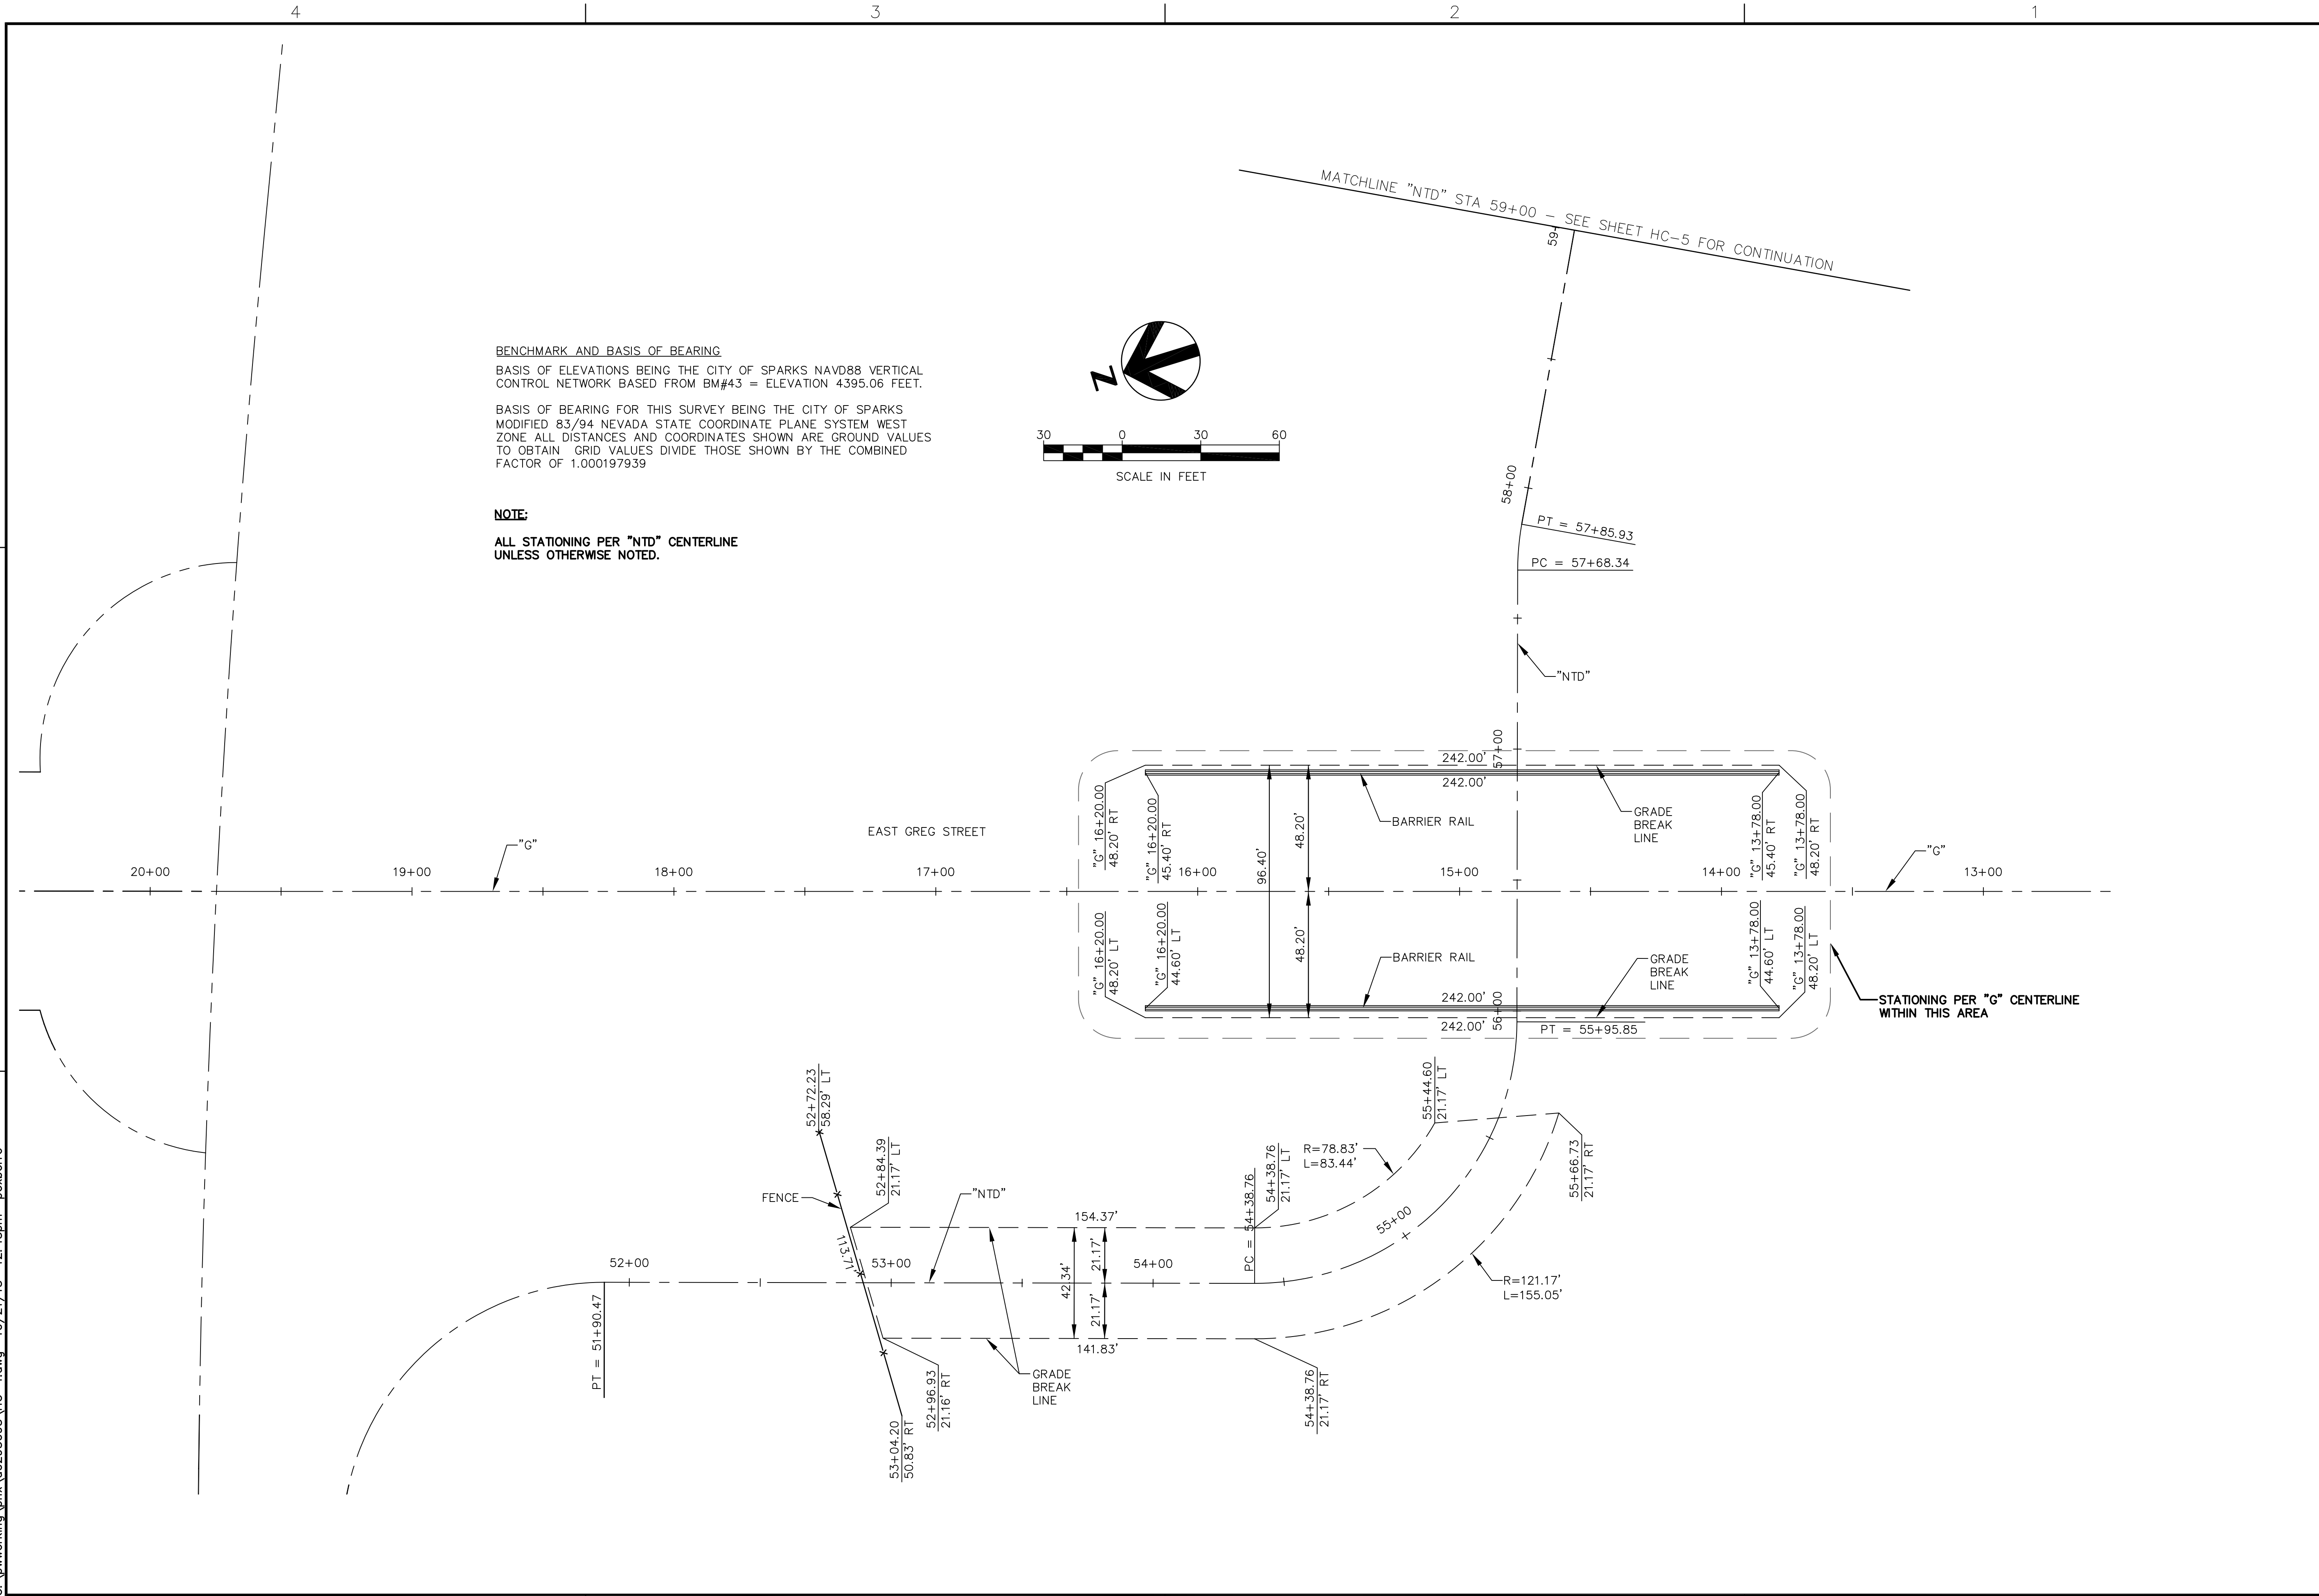 4
3
2
1
MATCHLINE "NTD" STA 59+00 – SEE SHEET HC–5 FOR CONTINUATION
59+
BENCHMARK AND BASIS OF BEARING
BASIS OF ELEVATIONS BEING THE CITY OF SPARKS NAVD88 VERTICAL
CONTROL NETWORK BASED FROM BM#43 = ELEVATION 4395.06 FEET.
BASIS OF BEARING FOR THIS SURVEY BEING THE CITY OF SPARKS
MODIFIED 83/94 NEVADA STATE COORDINATE PLANE SYSTEM WEST
ZONE ALL DISTANCES AND COORDINATES SHOWN ARE GROUND VALUES
TO OBTAIN GRID VALUES DIVIDE THOSE SHOWN BY THE COMBINED
FACTOR OF 1.000197939
N
30 0 30 60
SCALE IN FEET
NOTE:
ALL STATIONING PER "NTD" CENTERLINE
UNLESS OTHERWISE NOTED.
58+00
PT = 57+85.93
PC = 57+68.34
"NTD"
57+00
242.00'
242.00'
"G" 16+20.00
48.20' RT
"G" 16+20.00
45.40' RT
96.40'
48.20'
BARRIER RAIL
GRADE
BREAK
LINE
"G" 13+78.00
45.40' RT
"G" 13+78.00
48.20' RT
EAST GREG STREET
"G"
"G"
20+00
19+00
18+00
17+00
16+00
15+00
14+00
13+00
"G" 16+20.00
48.20' LT
"G" 16+20.00
44.60' LT
48.20'
BARRIER RAIL
GRADE
BREAK
LINE
"G" 13+78.00
44.60' LT
"G" 13+78.00
48.20' LT
STATIONING PER "G" CENTERLINE
WITHIN THIS AREA
242.00'
242.00'
56+00
PT = 55+95.85
52+72.23
58.29' LT
52+84.39
21.17' LT
FENCE
113.71'
"NTD"
154.37'
PC = 54+38.76
54+38.76
21.17' LT
R=78.83'
L=83.44'
55+44.60
21.17' LT
55+66.73
21.17' RT
55+00
52+00
53+00
54+00
42.34'
21.17'
21.17'
141.83'
R=121.17'
L=155.05'
PT = 51+90.47
GRADE
BREAK
LINE
52+96.93
21.16' RT
53+04.20
50.83' RT
54+38.76
21.17' RT